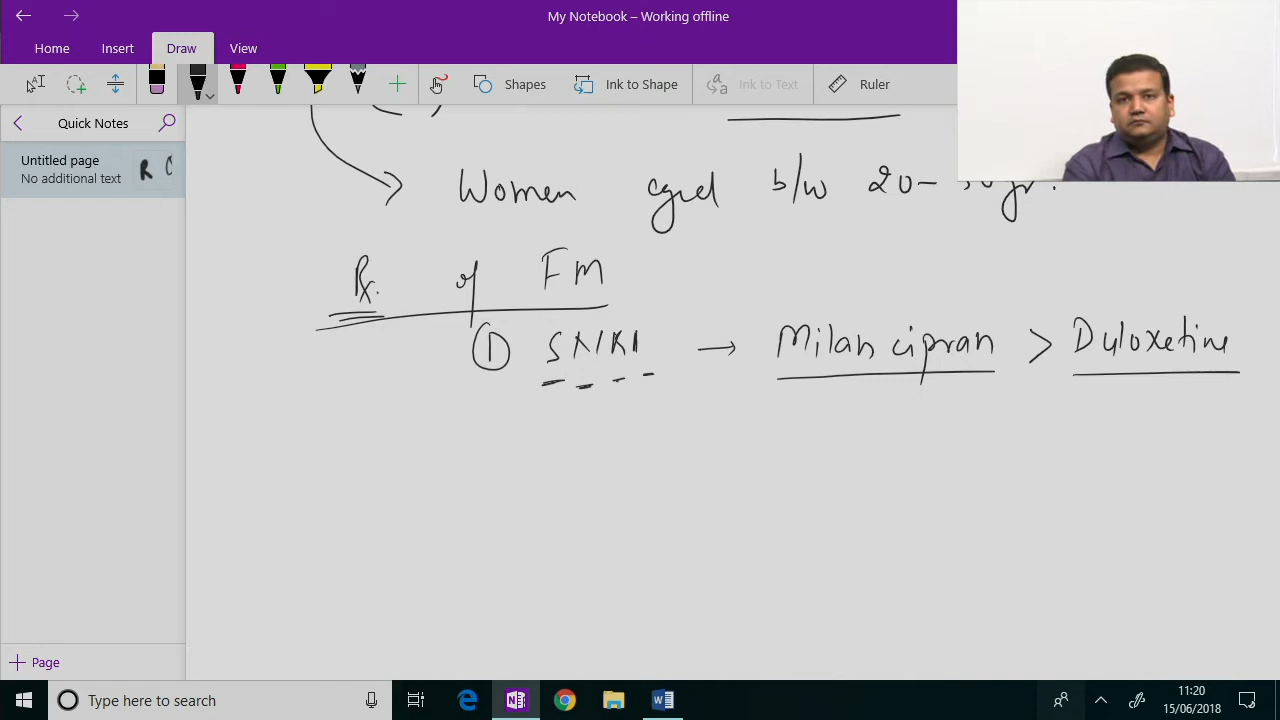 My Notebook – Working offline
Home Insert Draw View
Shapes Ink to Shape Ink to Text Ruler
Quick Notes
Untitled page
No additional text
Women aged b/w 20- 50 yr.
Rx. of FM
① SNRI → Milnacipran > Duloxetine
+ Page
Type here to search
11:20
15/06/2018